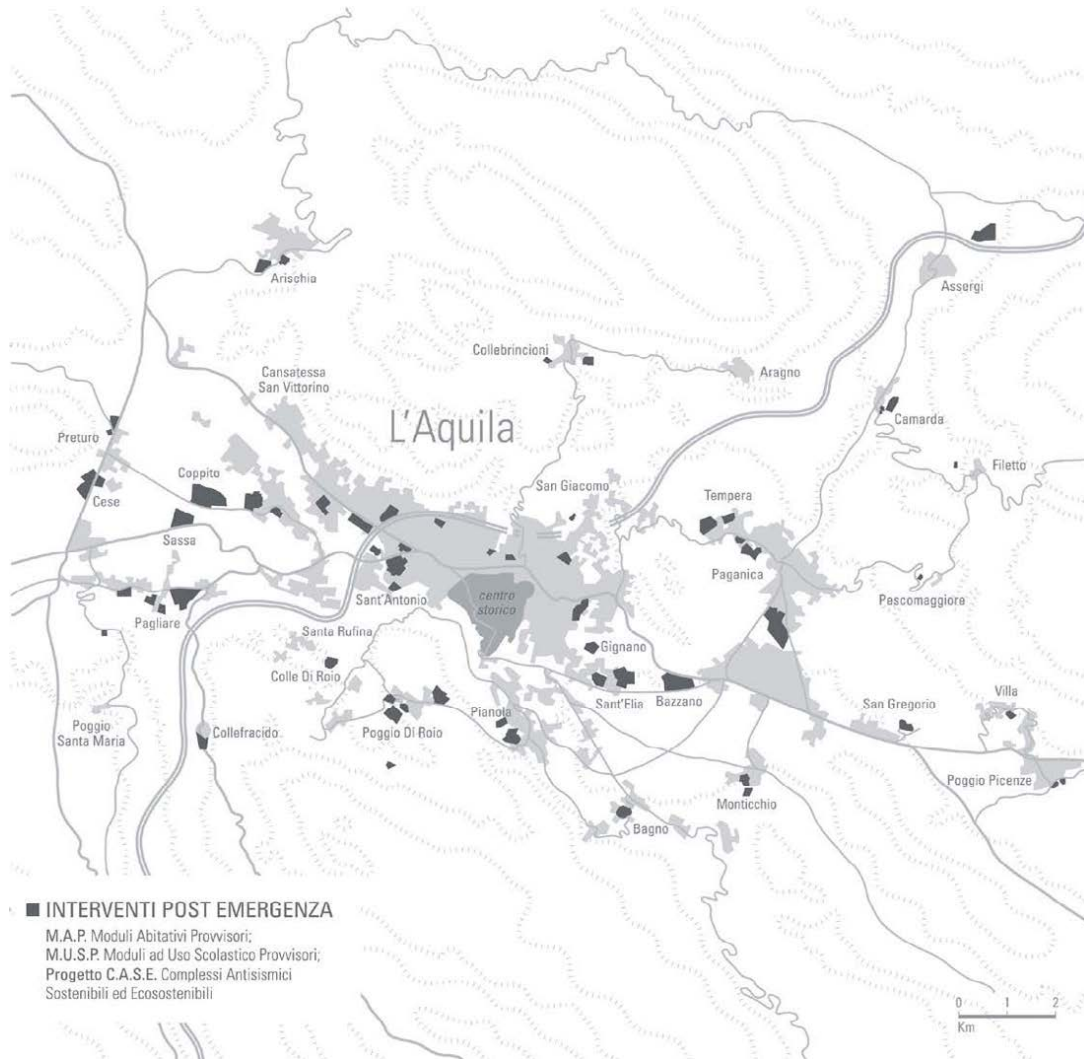 Arischia
Assergi
Collebrincioni
Aragno
Cansatessa
San Vittorino
L'Aquila
Camarda
Preturo
Filetto
Coppito
Cese
San Giacomo
Tempera
Sassa
Paganica
Pescomaggiore
Pagliare
Sant'Antonio
centro
storico
Santa Rufina
Gignano
Colle Di Roio
Sant'Elia
Bazzano
San Gregorio
Villa
Poggio
Santa Maria
Collefracido
Poggio Di Roio
Pianola
Poggio Picenze
Monticchio
Bagno
INTERVENTI POST EMERGENZA
M.A.P. Moduli Abitativi Provvisori;
M.U.S.P. Moduli ad Uso Scolastico Provvisori;
Progetto C.A.S.E. Complessi Antisismici
Sostenibili ed Ecosostenibili
0 1 2
Km